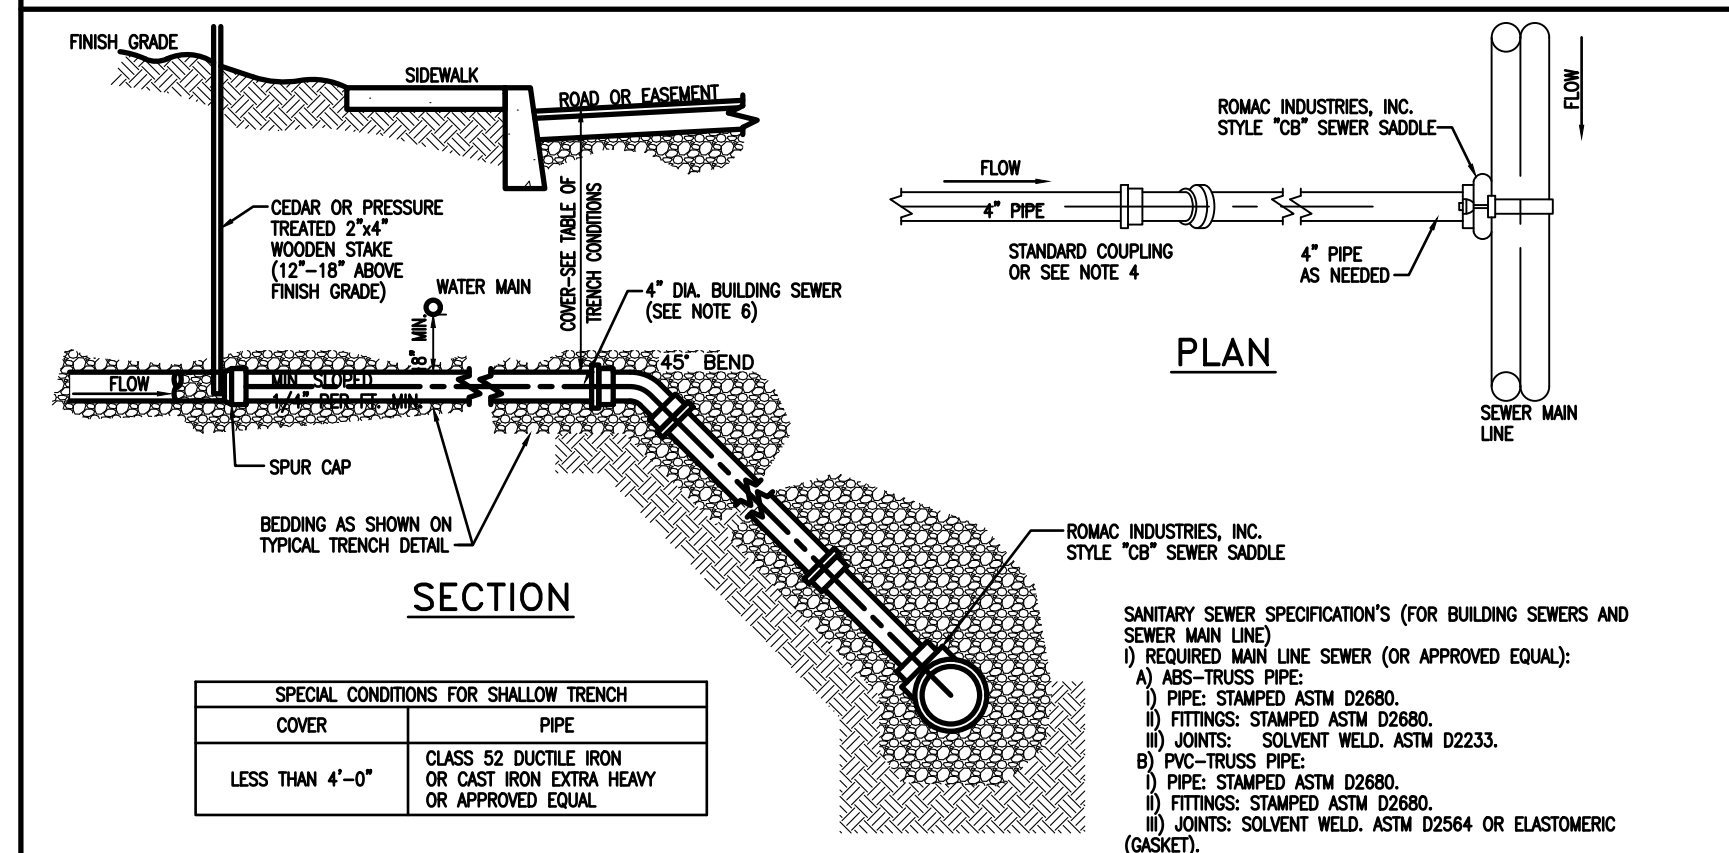 FINISH GRADE
SIDEWALK
ROAD OR EASEMENT
CEDAR OR PRESSURE
TREATED 2"x4"
WOODEN STAKE
(12"-18" ABOVE
FINISH GRADE)
WATER MAIN
COVER-SEE TABLE OF
TRENCH CONDITIONS
4" DIA. BUILDING SEWER
(SEE NOTE 6)
45° BEND
FLOW
MIN. SLOPED
1/4" PER FT. MIN.
SPUR CAP
BEDDING AS SHOWN ON
TYPICAL TRENCH DETAIL
SECTION
ROMAC INDUSTRIES, INC.
STYLE "CB" SEWER SADDLE
SPECIAL CONDITIONS FOR SHALLOW TRENCH
COVER
PIPE
LESS THAN 4'-0"
CLASS 52 DUCTILE IRON
OR CAST IRON EXTRA HEAVY
OR APPROVED EQUAL
ROMAC INDUSTRIES, INC.
STYLE "CB" SEWER SADDLE
FLOW
FLOW
4" PIPE
STANDARD COUPLING
OR SEE NOTE 4
4" PIPE
AS NEEDED
PLAN
SEWER MAIN
LINE
SANITARY SEWER SPECIFICATION'S (FOR BUILDING SEWERS AND
SEWER MAIN LINE)
I) REQUIRED MAIN LINE SEWER (OR APPROVED EQUAL):
A) ABS-TRUSS PIPE:
I) PIPE: STAMPED ASTM D2680.
II) FITTINGS: STAMPED ASTM D2680.
III) JOINTS: SOLVENT WELD. ASTM D2233.
B) PVC-TRUSS PIPE:
I) PIPE: STAMPED ASTM D2680.
II) FITTINGS: STAMPED ASTM D2680.
III) JOINTS: SOLVENT WELD. ASTM D2564 OR ELASTOMERIC
(GASKET).